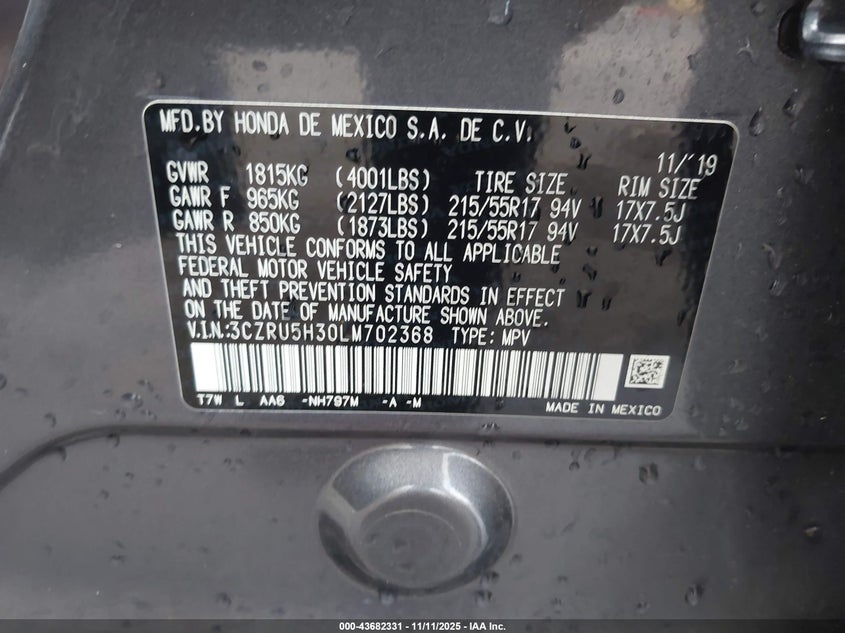 MFD.BY HONDA DE MEXICO S.A. DE C.V.
11/'19
GVWR 1815KG (4001LBS) TIRE SIZE RIM SIZE
GAWR F 965KG (2127LBS) 215/55R17 94V 17X7.5J
GAWR R 850KG (1873LBS) 215/55R17 94V 17X7.5J
THIS VEHICLE CONFORMS TO ALL APPLICABLE
FEDERAL MOTOR VEHICLE SAFETY
AND THEFT PREVENTION STANDARDS IN EFFECT
ON THE DATE OF MANUFACTURE SHOWN ABOVE.
V.I.N.:3CZRU5H30LM702368 TYPE: MPV
T7W L AA6 -NH797M -A -M
MADE IN MEXICO
000-43682331 - 11/11/2025 - IAA Inc.